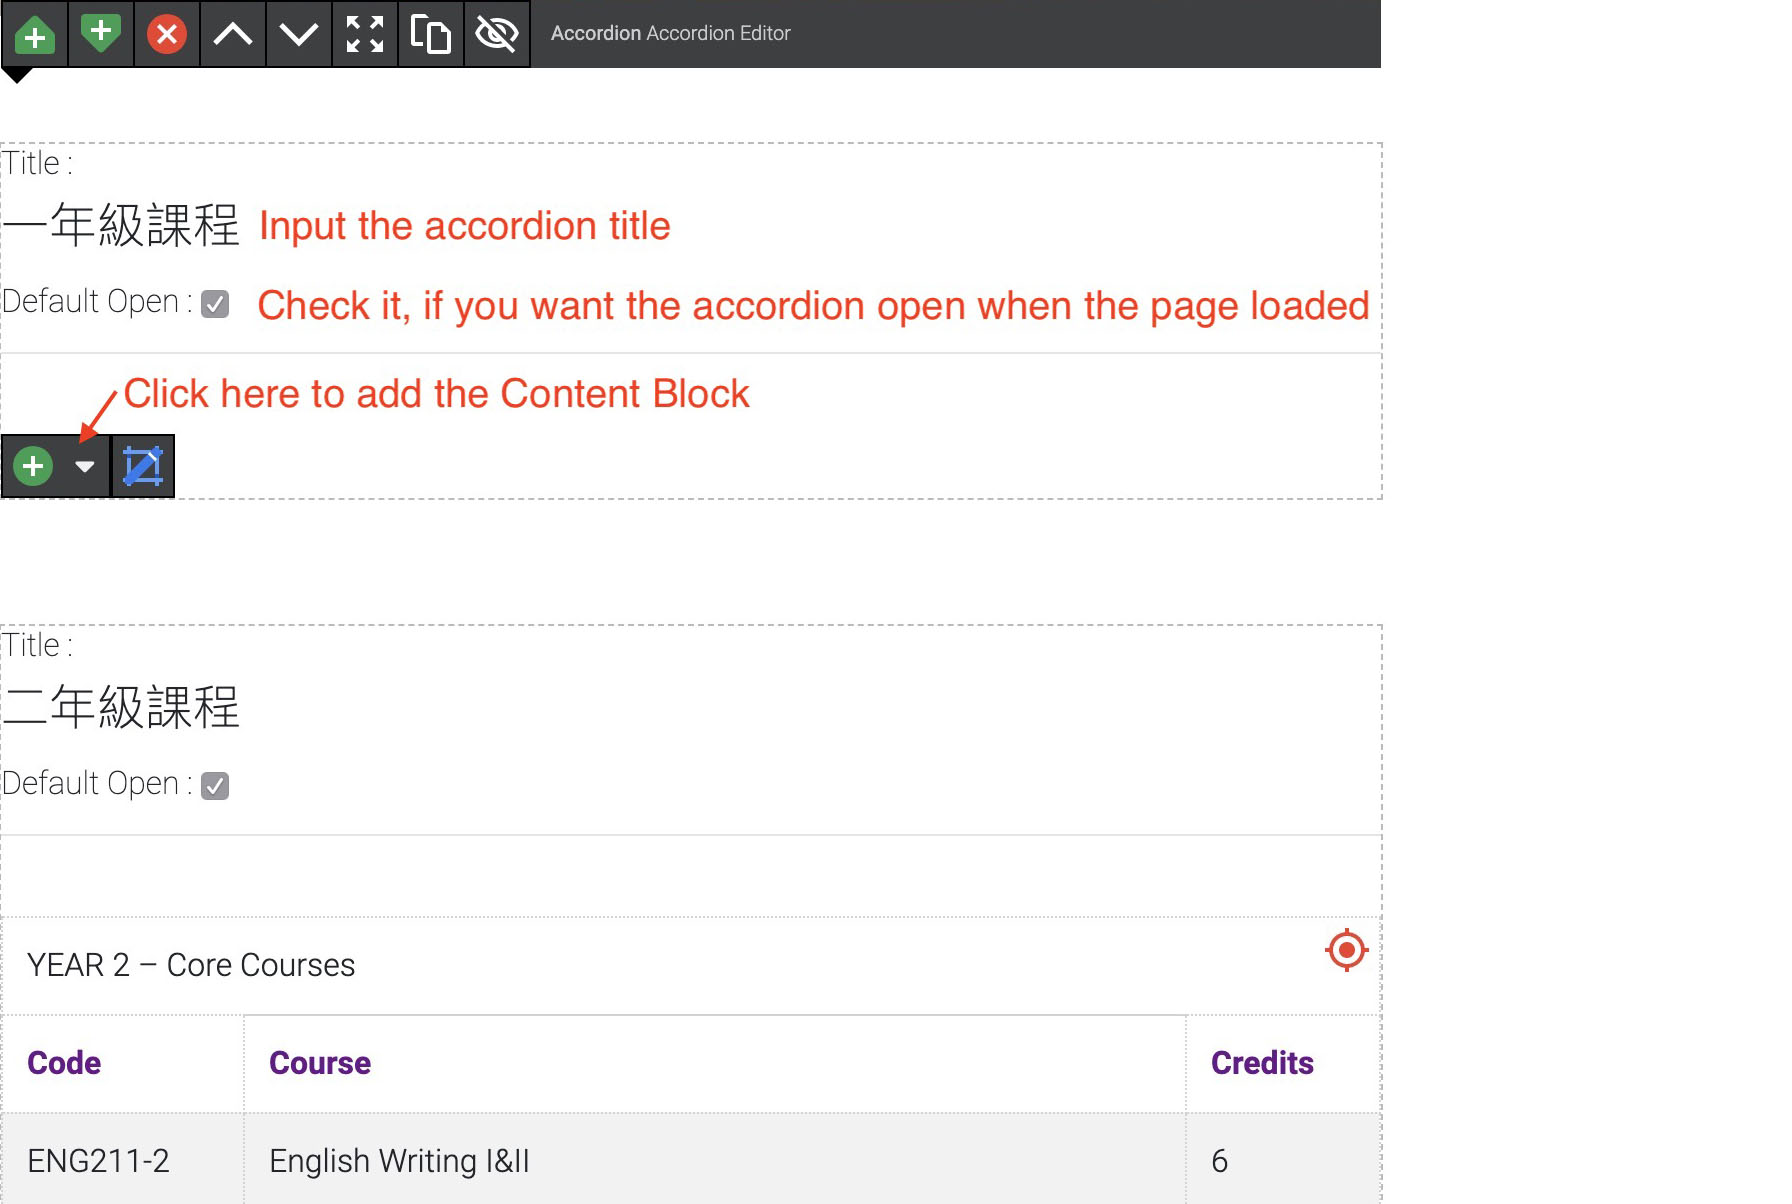 Accordion Accordion Editor
Title :
一年級課程 Input the accordion title
Default Open : Check it, if you want the accordion open when the page loaded
Click here to add the Content Block
Title :
二年級課程
Default Open :
YEAR 2 – Core Courses
Code Course Credits
ENG211-2 English Writing I&II 6